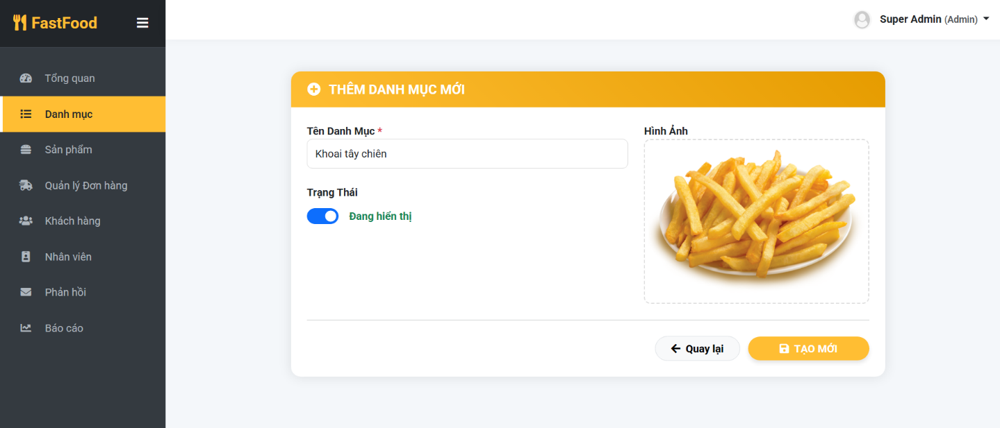 FastFood
Super Admin (Admin)
Tổng quan
Danh mục
Sản phẩm
Quản lý Đơn hàng
Khách hàng
Nhân viên
Phản hồi
Báo cáo
THÊM DANH MỤC MỚI
Tên Danh Mục *
Khoai tây chiên
Trạng Thái
Đang hiển thị
Hình Ảnh
Quay lại
TẠO MỚI